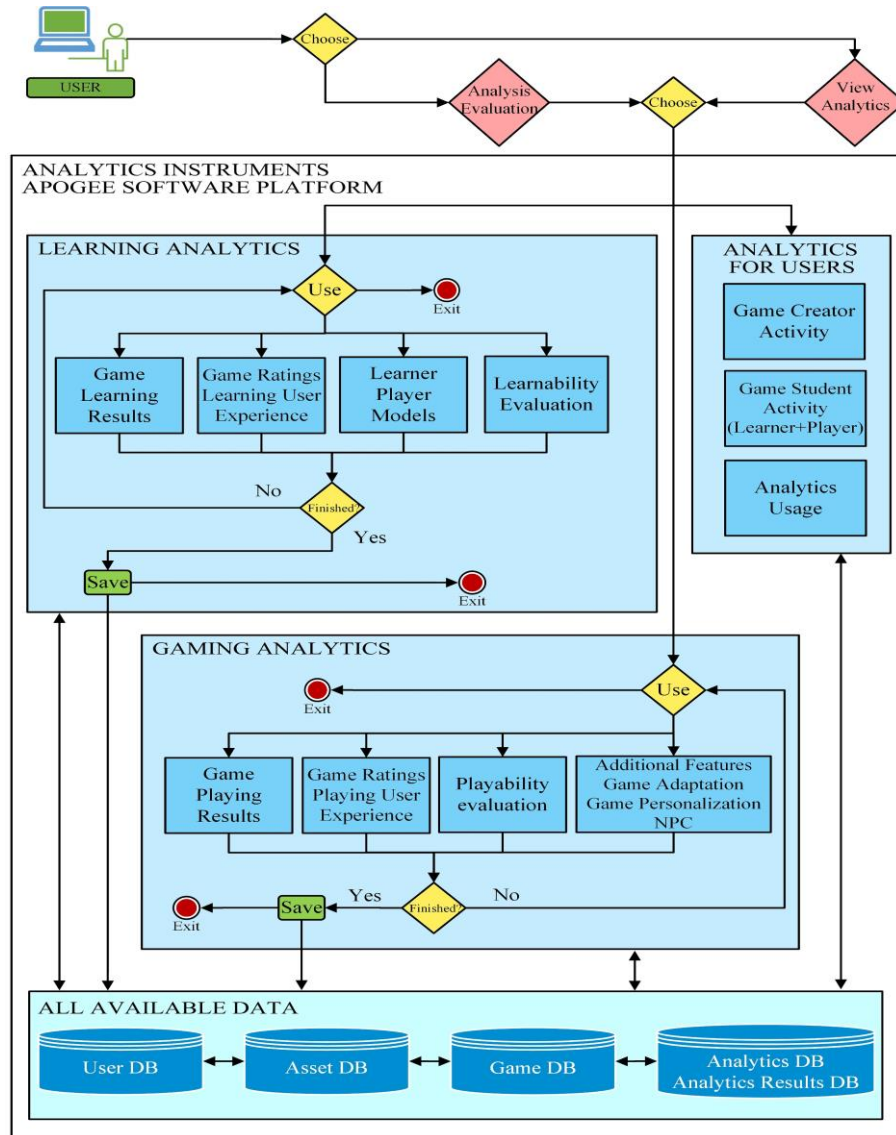 Choose
USER
Analysis
Evaluation
Choose
View
Analytics
ANALYTICS INSTRUMENTS
APOGEE SOFTWARE PLATFORM
LEARNING ANALYTICS
Use
Exit
Game
Learning
Results
Game Ratings
Learning User
Experience
Learner
Player
Models
Learnability
Evaluation
No
Finished?
Yes
Save
Exit
ANALYTICS
FOR USERS
Game Creator
Activity
Game Student
Activity
(Learner+Player)
Analytics
Usage
GAMING ANALYTICS
Use
Exit
Game
Playing
Results
Game Ratings
Playing User
Experience
Playability
evaluation
Additional Features
Game Adaptation
Game Personalization
NPC
Exit
Save
Yes
Finished?
No
ALL AVAILABLE DATA
User DB
Asset DB
Game DB
Analytics DB
Analytics Results DB